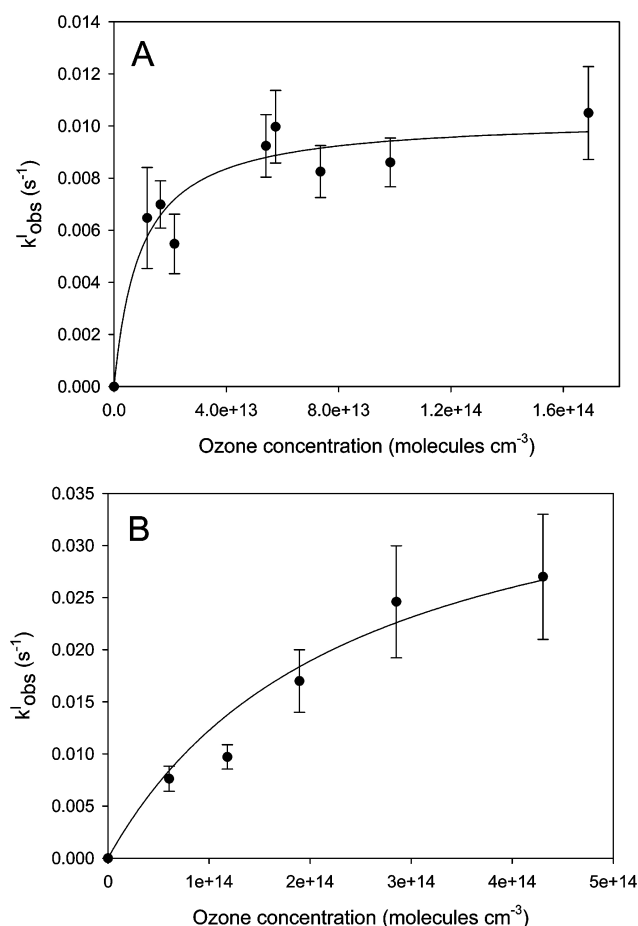 A
0.014
0.012
0.010
0.008
0.006
0.004
0.002
0.000
k^I_obs (s^-1)
0.0 4.0e+13 8.0e+13 1.2e+14 1.6e+14
Ozone concentration (molecules cm^-3)
B
0.035
0.030
0.025
0.020
0.015
0.010
0.005
0.000
k^I_obs (s^-1)
0 1e+14 2e+14 3e+14 4e+14 5e+14
Ozone concentration (molecules cm^-3)